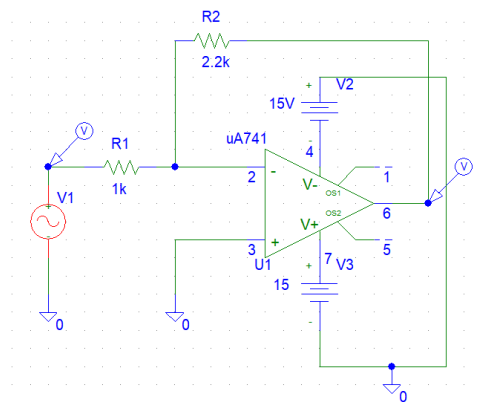 R2
2.2k
V
V
R1
1k
V1
+
-
0
uA741
2
-
3
+
U1
0
4
V-
OS1
1
V+
OS2
5
6
7
+
V2
15V
-
+
V3
15
-
0